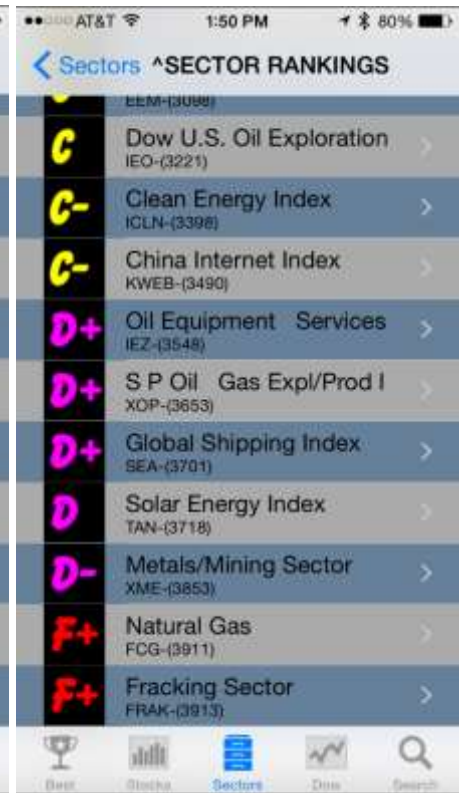 AT&T 1:50 PM 80%
Sectors ^SECTOR RANKINGS
C
EEM-(3098)
C Dow U.S. Oil Exploration
IEO-(3221)
C- Clean Energy Index
ICLN-(3398)
C- China Internet Index
KWEB-(3490)
D+ Oil Equipment Services
IEZ-(3548)
D+ S P Oil Gas Expl/Prod I
XOP-(3653)
D+ Global Shipping Index
SEA-(3701)
D Solar Energy Index
TAN-(3718)
D- Metals/Mining Sector
XME-(3853)
F+ Natural Gas
FCG-(3911)
F+ Fracking Sector
FRAK-(3913)
Best Stocks Sectors Dow Search